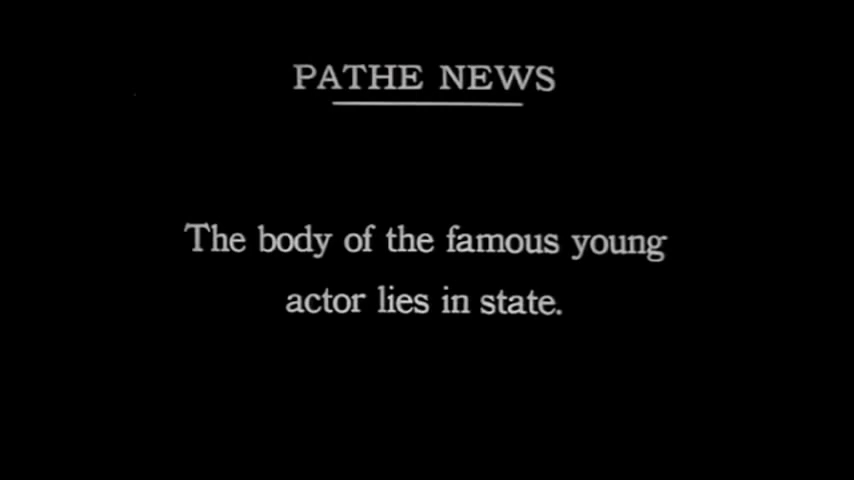 PATHE NEWS
The body of the famous young
actor lies in state.